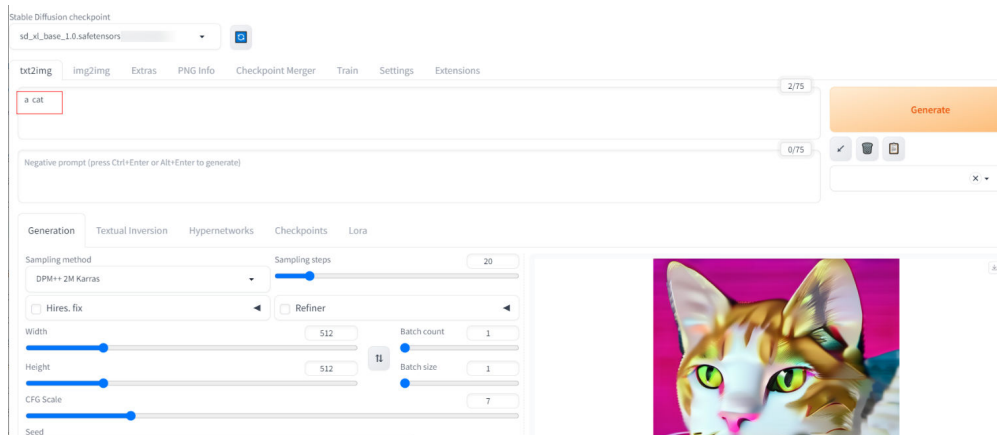 Stable Diffusion checkpoint
sd_xl_base_1.0.safetensors
txt2img img2img Extras PNG Info Checkpoint Merger Train Settings Extensions
2/75
a cat
Generate
0/75
Negative prompt (press Ctrl+Enter or Alt+Enter to generate)
Generation Textual Inversion Hypernetworks Checkpoints Lora
Sampling method Sampling steps 20
DPM++ 2M Karras
Hires. fix Refiner
Width 512 Batch count 1
Height 512 Batch size 1
CFG Scale 7
Seed